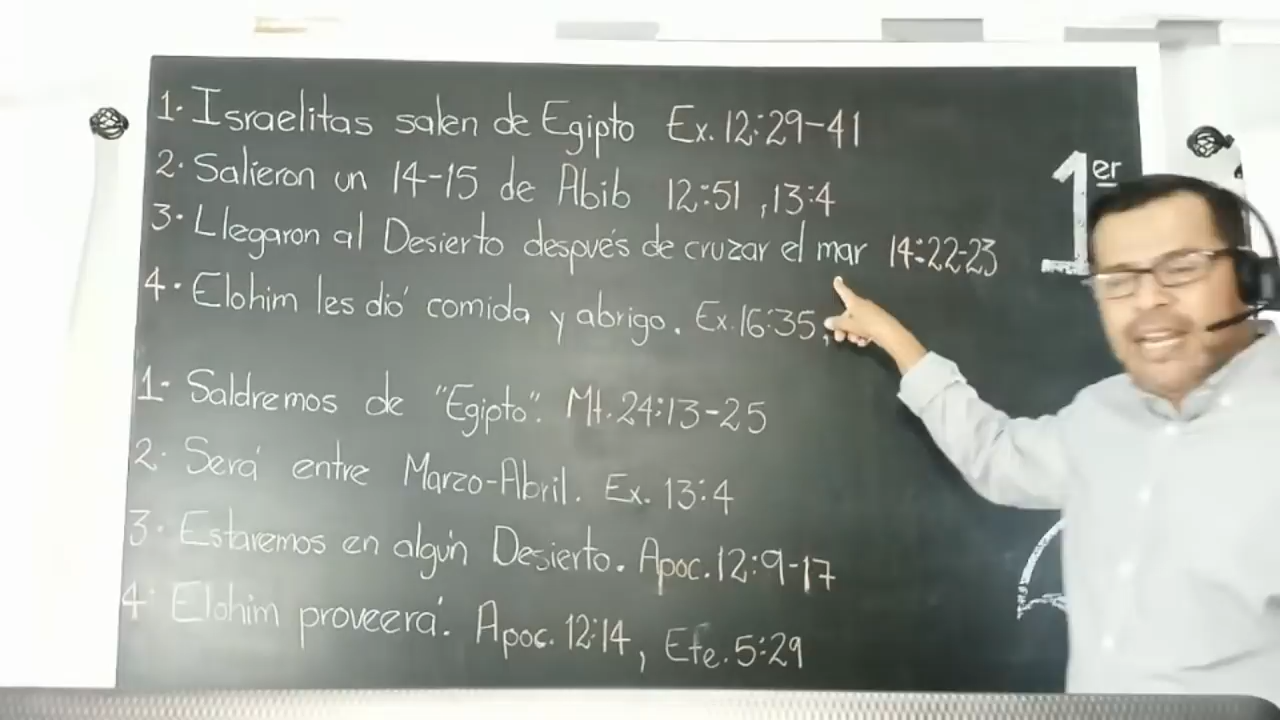 1. Israelitas salen de Egipto Ex. 12:29-41
2. Salieron un 14-15 de Abib 12:51 ,13:4
3. Llegaron al Desierto después de cruzar el mar 14:22-23
4. Elohim les dió comida y abrigo. Ex. 16:35,
1- Saldremos de "Egipto". Mt. 24:13-25
2. Será entre Marzo-Abril. Ex. 13:4
3. Estaremos en algún Desierto. Apoc. 12:9-17
4. Elohim proveerá. Apoc. 12:14, Efe. 5:29
1er